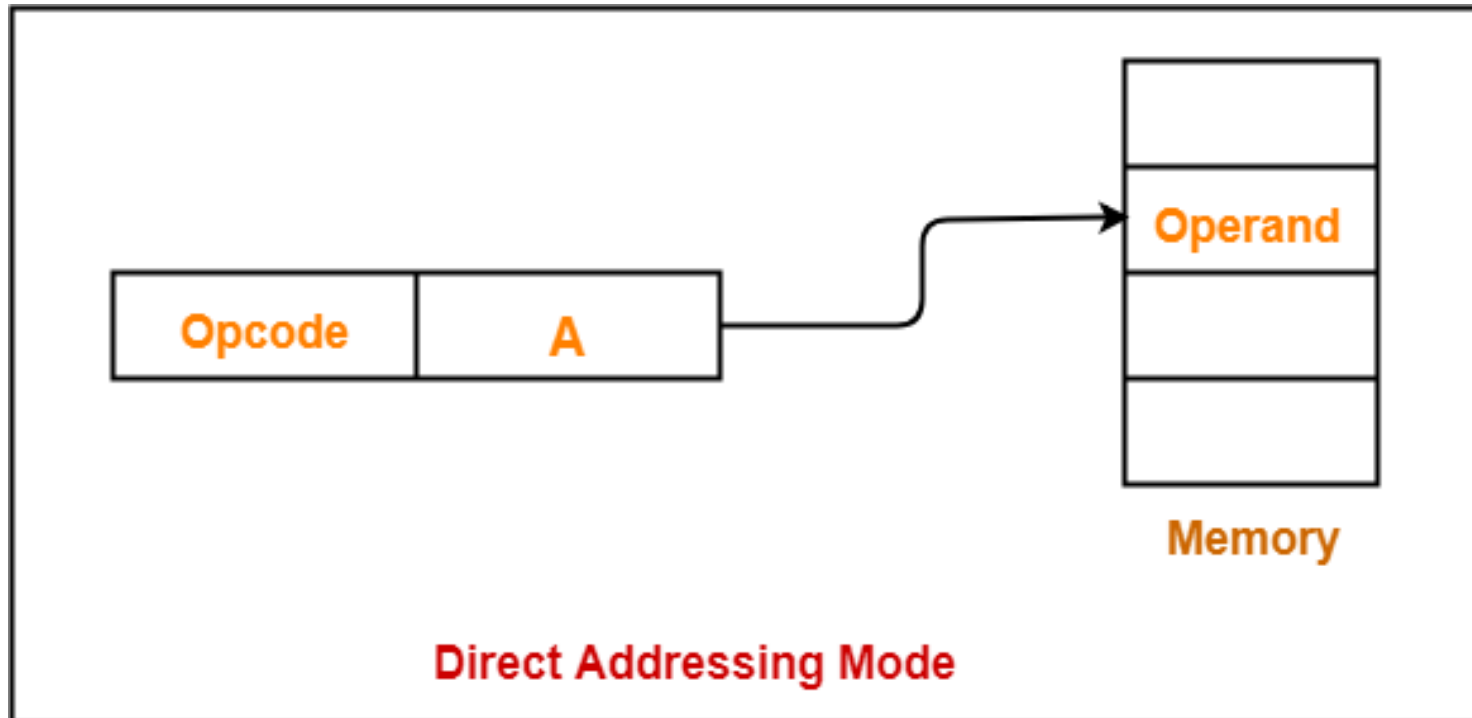 Operand
Opcode
A
Memory
Direct Addressing Mode